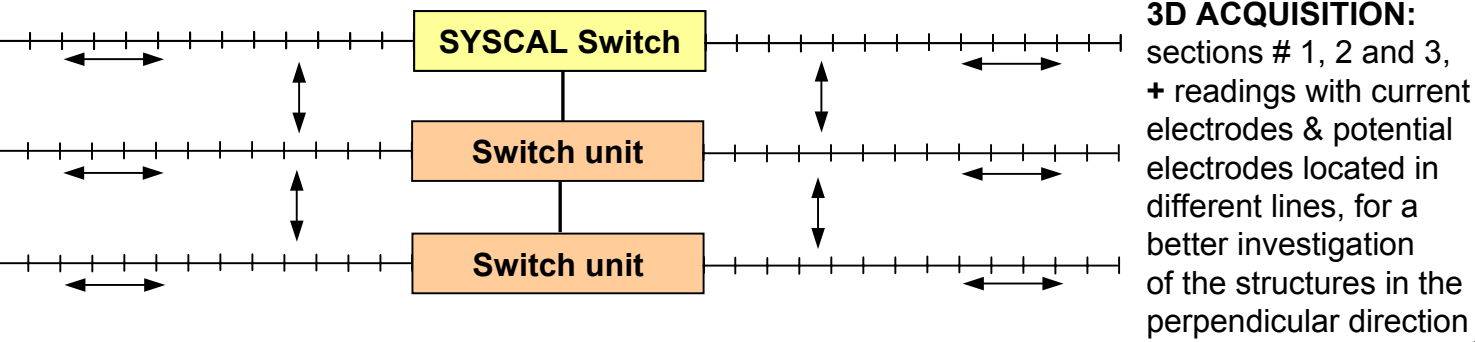 SYSCAL Switch
Switch unit
Switch unit
3D ACQUISITION:
sections # 1, 2 and 3,
+ readings with current
electrodes & potential
electrodes located in
different lines, for a
better investigation
of the structures in the
perpendicular direction